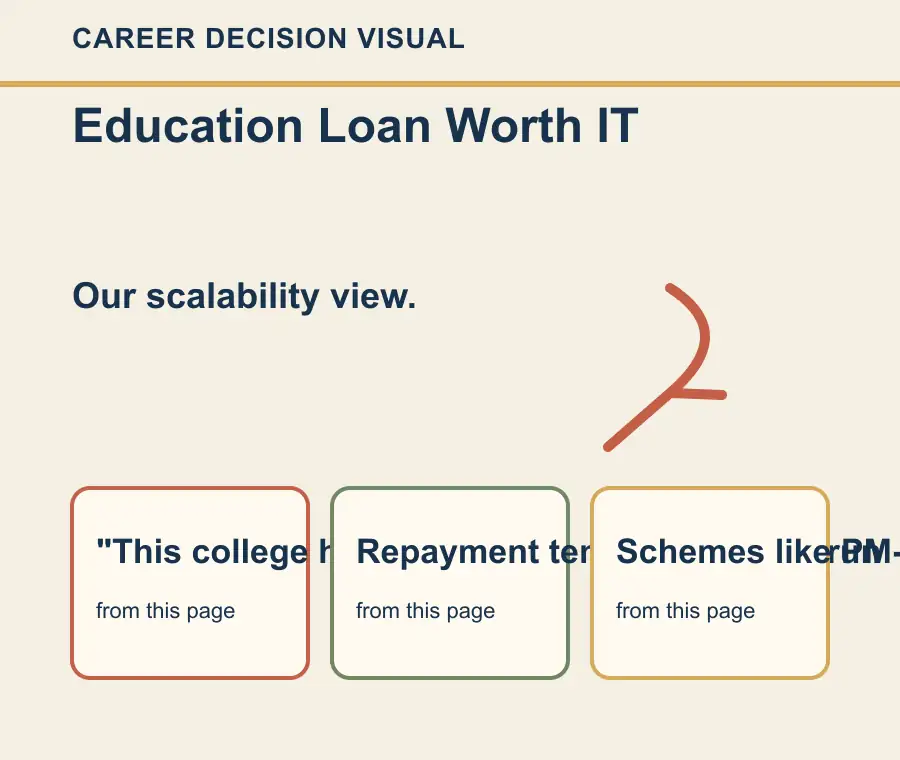 CAREER DECISION VISUAL
Education Loan Worth IT
Our scalability view.
"This college
Repayment
Schemes like PM-
from this page
from this page
from this page